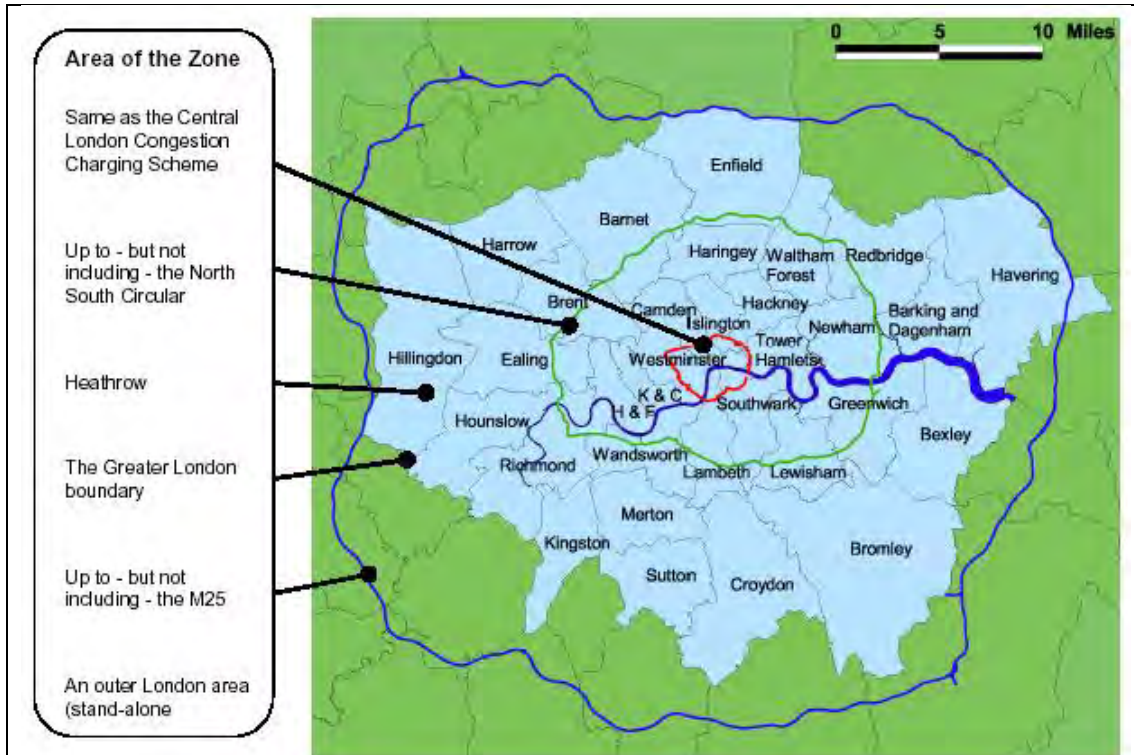 Area of the Zone
Same as the Central
London Congestion
Charging Scheme
Up to - but not
including - the North
South Circular
Heathrow
The Greater London
boundary
Up to - but not
including - the M25
An outer London area
(stand-alone
0 5 10 Miles
Enfield
Barnet
Harrow
Haringey
Waltham
Forest
Redbridge
Havering
Brent
Camden
Hackney
Islington
Barking and
Dagenham
Newham
Tower
Hamlets
Hillingdon
Ealing
Westminster
K & C
H & F
Southwark
Greenwich
Hounslow
Bexley
Richmond
Wandsworth
Lambeth
Lewisham
Merton
Kingston
Bromley
Sutton
Croydon